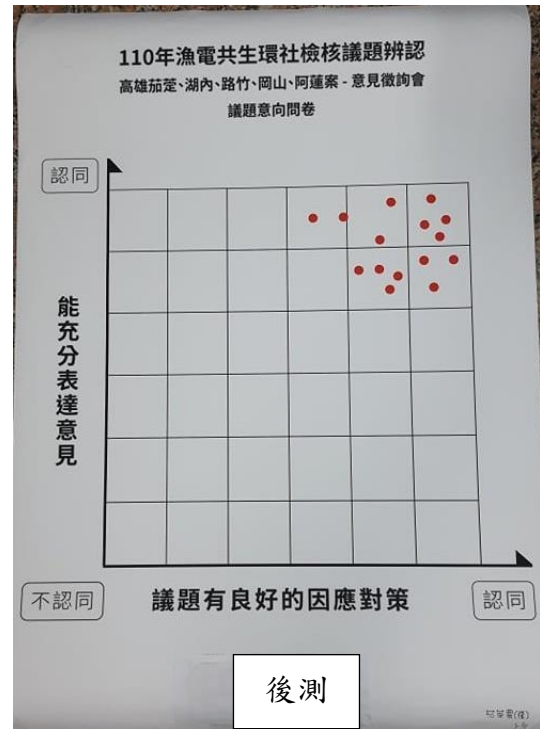 110年漁電共生環社檢核議題辨認
高雄茄萣、湖內、路竹、岡山、阿蓮案 - 意見徵詢會
議題意向問卷
認同
能充分表達意見
不認同
議題有良好的因應對策
認同
後測